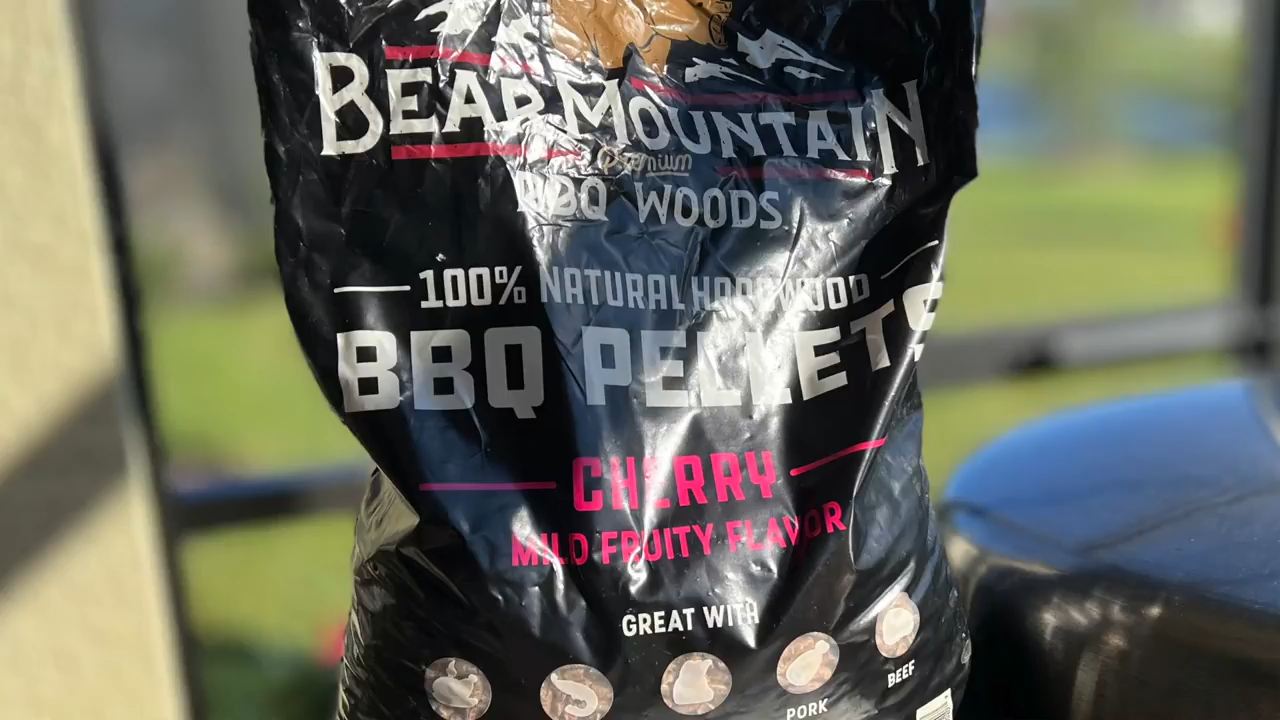 BEAR MOUNTAIN
Premium
BBQ WOODS
100% NATURAL HARDWOOD
BBQ PELLETS
CHERRY
MILD FRUITY FLAVOR
GREAT WITH
PORK
BEEF